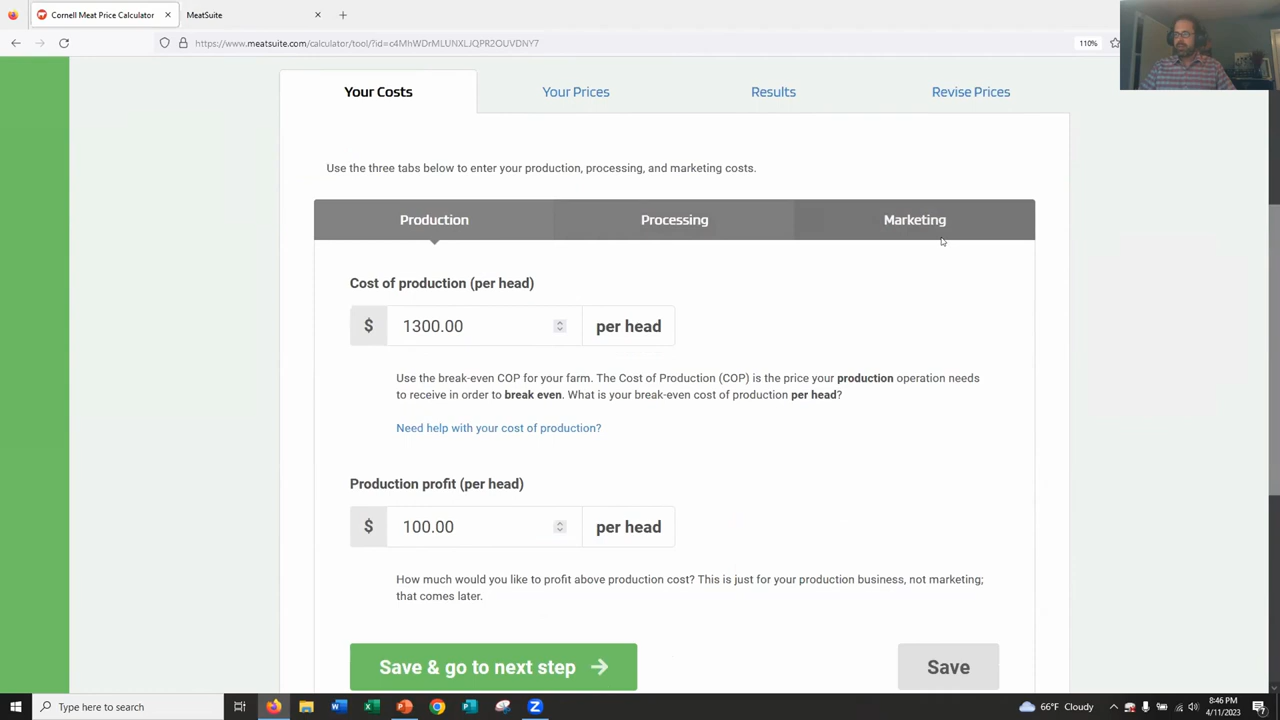 Cornell Meat Price Calculator
MeatSuite
https://www.meatsuite.com/calculator/tool/?id=c4MhWDrMLUNXLJQPR2OUVDNY7
110%
Your Costs
Your Prices
Results
Revise Prices
Use the three tabs below to enter your production, processing, and marketing costs.
Production
Processing
Marketing
Cost of production (per head)
$ 1300.00 per head
Use the break-even COP for your farm. The Cost of Production (COP) is the price your production operation needs
to receive in order to break even. What is your break-even cost of production per head?
Need help with your cost of production?
Production profit (per head)
$ 100.00 per head
How much would you like to profit above production cost? This is just for your production business, not marketing;
that comes later.
Save & go to next step
Save
Type here to search
66°F Cloudy
8:46 PM
4/11/2023